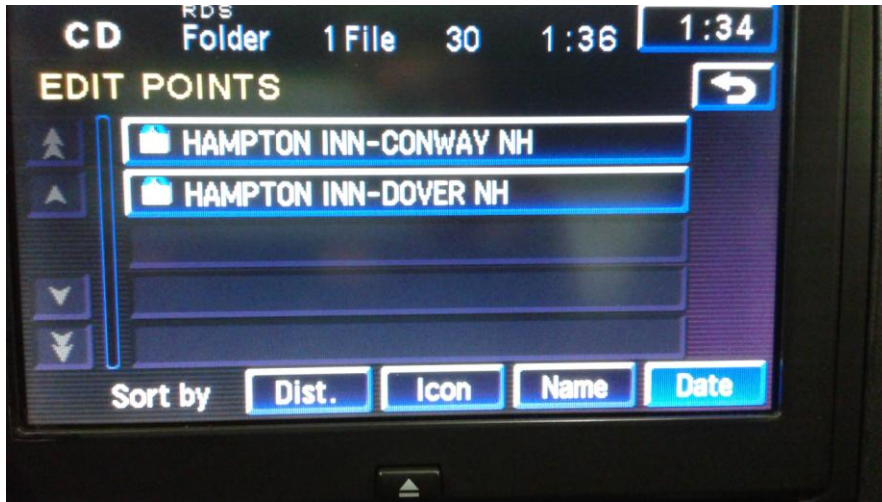 RDS
CD Folder 1 File 30 1:36 1:34
EDIT POINTS
HAMPTON INN-CONWAY NH
HAMPTON INN-DOVER NH
Sort by Dist. Icon Name Date